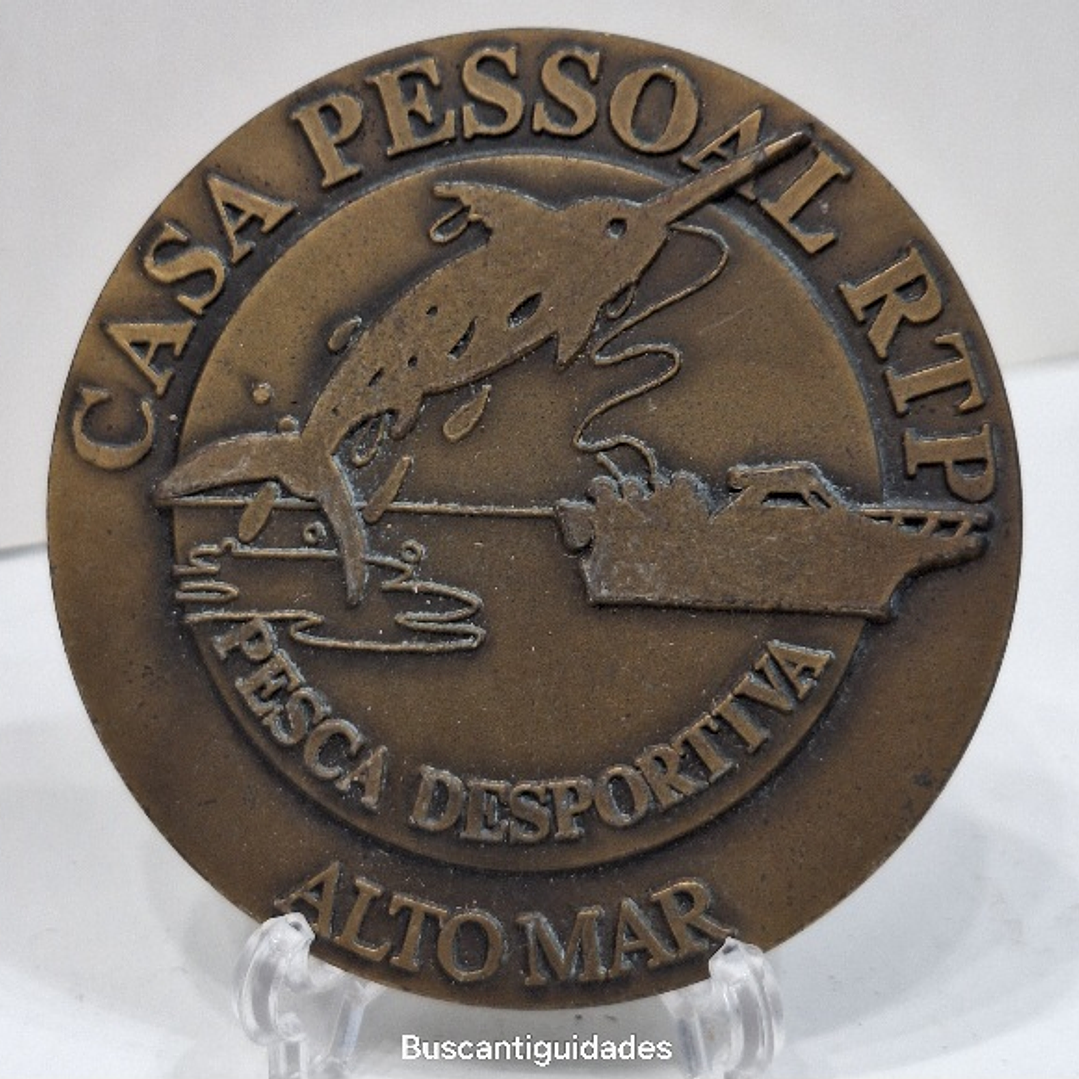 CASA PESSOAL RTP
PESCA DESPORTIVA
ALTO MAR
Buscantiguidades